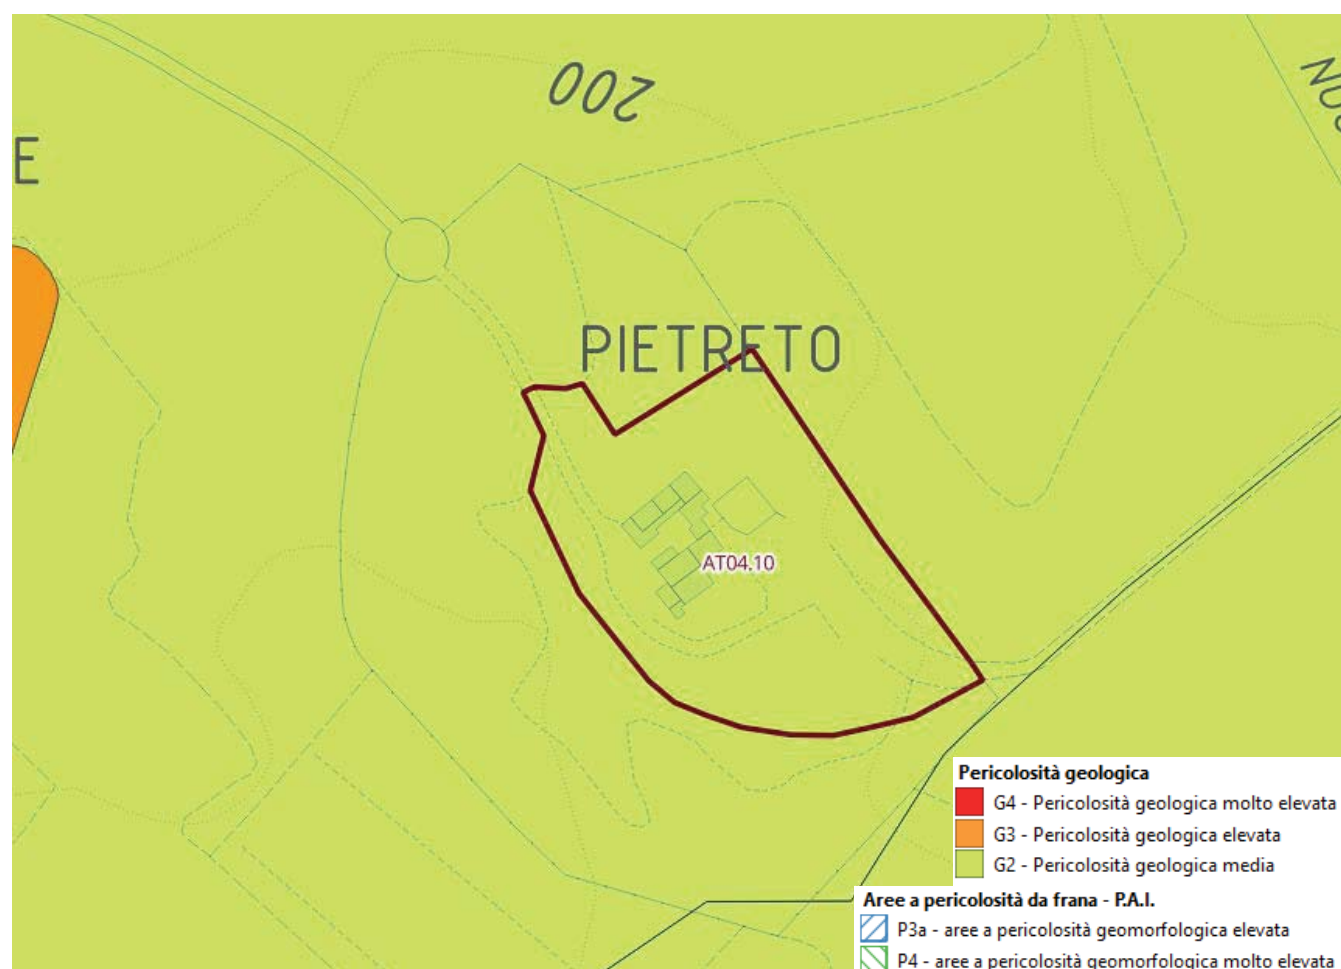 200
E
PIETRETO
AT04.10
Pericolosità geologica
G4 - Pericolosità geologica molto elevata
G3 - Pericolosità geologica elevata
G2 - Pericolosità geologica media
Aree a pericolosità da frana - P.A.I.
P3a - aree a pericolosità geomorfologica elevata
P4 - aree a pericolosità geomorfologica molto elevata